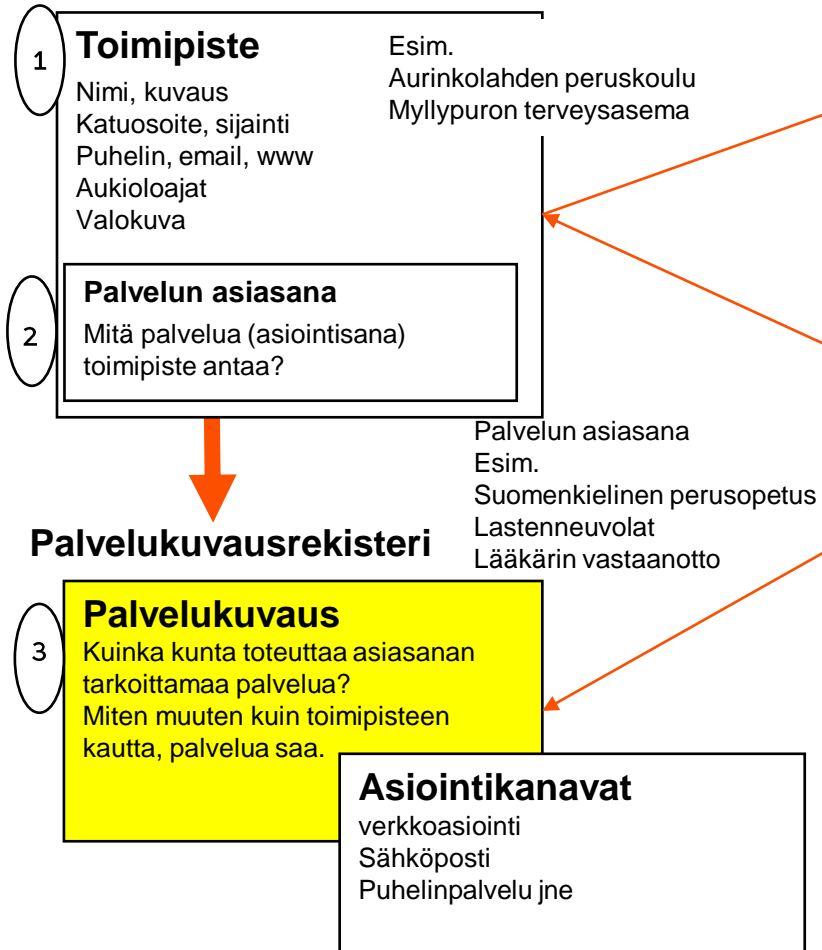 1
Toimipiste
Nimi, kuvaus
Katuosoite, sijainti
Puhelin, email, www
Aukioloajat
Valokuva
Esim.
Aurinkolahden peruskoulu
Myllypuron terveysasema
2
Palvelun asiasana
Mitä palvelua (asiointisana)
toimipiste antaa?
Palvelun asiasana
Esim.
Suomenkielinen perusopetus
Lastenneuvolat
Lääkärin vastaanotto
Palvelukuvausrekisteri
3
Palvelukuvaus
Kuinka kunta toteuttaa asiasanan
tarkoittamaa palvelua?
Miten muuten kuin toimipisteen
kautta, palvelua saa.
Asiointikanavat
verkkoasiointi
Sähköposti
Puhelinpalvelu jne